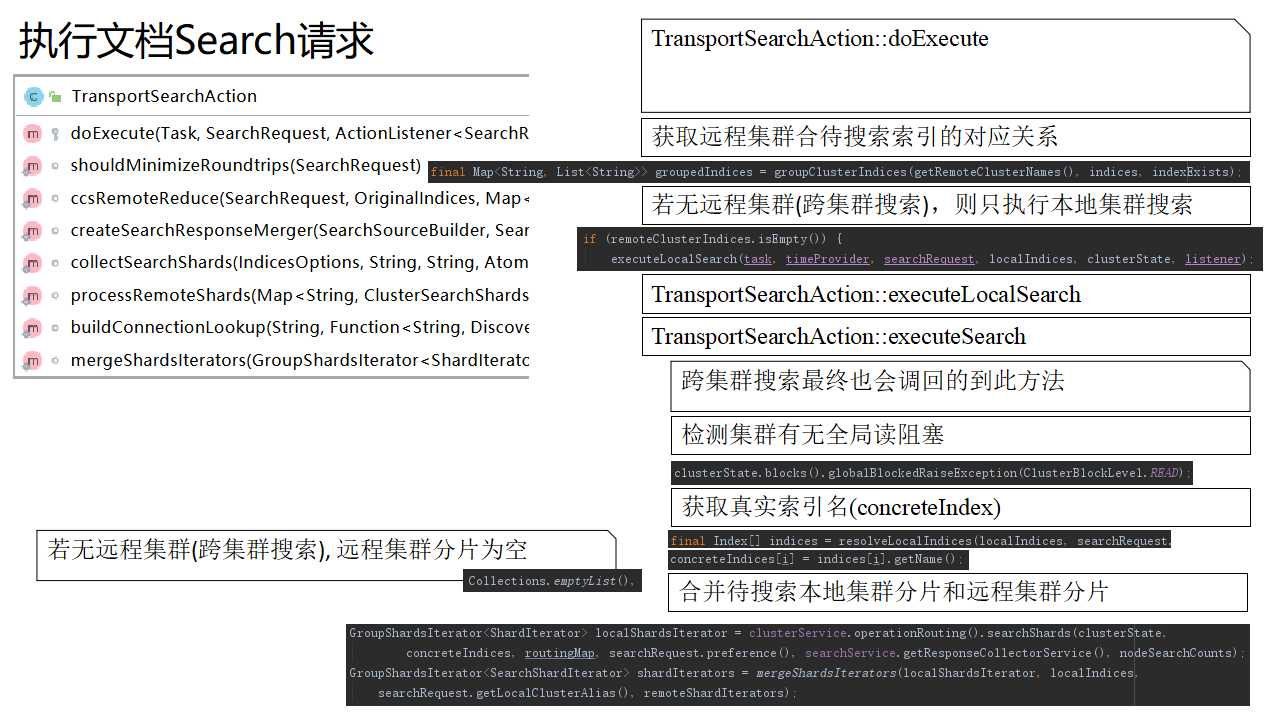 执行文档Search请求
TransportSearchAction
doExecute(Task, SearchRequest, ActionListener<SearchR
shouldMinimizeRoundtrips(SearchRequest)
ccsRemoteReduce(SearchRequest, OriginalIndices, Map<
createSearchResponseMerger(SearchSourceBuilder, Sear
collectSearchShards(IndicesOptions, String, String, Atom
processRemoteShards(Map<String, ClusterSearchShards
buildConnectionLookup(String, Function<String, Discove
mergeShardsIterators(GroupShardsIterator<ShardIterato
TransportSearchAction::doExecute
获取远程集群合待搜索索引的对应关系
final Map<String, List<String>> groupedIndices = groupClusterIndices(getRemoteClusterNames(), indices, indexExists);
若无远程集群(跨集群搜索)，则只执行本地集群搜索
if (remoteClusterIndices.isEmpty()) {
executeLocalSearch(task, timeProvider, searchRequest, localIndices, clusterState, listener);
TransportSearchAction::executeLocalSearch
TransportSearchAction::executeSearch
跨集群搜索最终也会调回的到此方法
检测集群有无全局读阻塞
clusterState.blocks().globalBlockedRaiseException(ClusterBlockLevel.READ);
获取真实索引名(concreteIndex)
final Index[] indices = resolveLocalIndices(localIndices, searchRequest.
concreteIndices[i] = indices[i].getName();
若无远程集群(跨集群搜索), 远程集群分片为空
Collections.emptyList(),
合并待搜索本地集群分片和远程集群分片
GroupShardsIterator<ShardIterator> localShardsIterator = clusterService.operationRouting().searchShards(clusterState,
concreteIndices, routingMap, searchRequest.preference(), searchService.getResponseCollectorService(), nodeSearchCounts);
GroupShardsIterator<SearchShardIterator> shardIterators = mergeShardsIterators(localShardsIterator, localIndices,
searchRequest.getLocalClusterAlias(), remoteShardIterators);